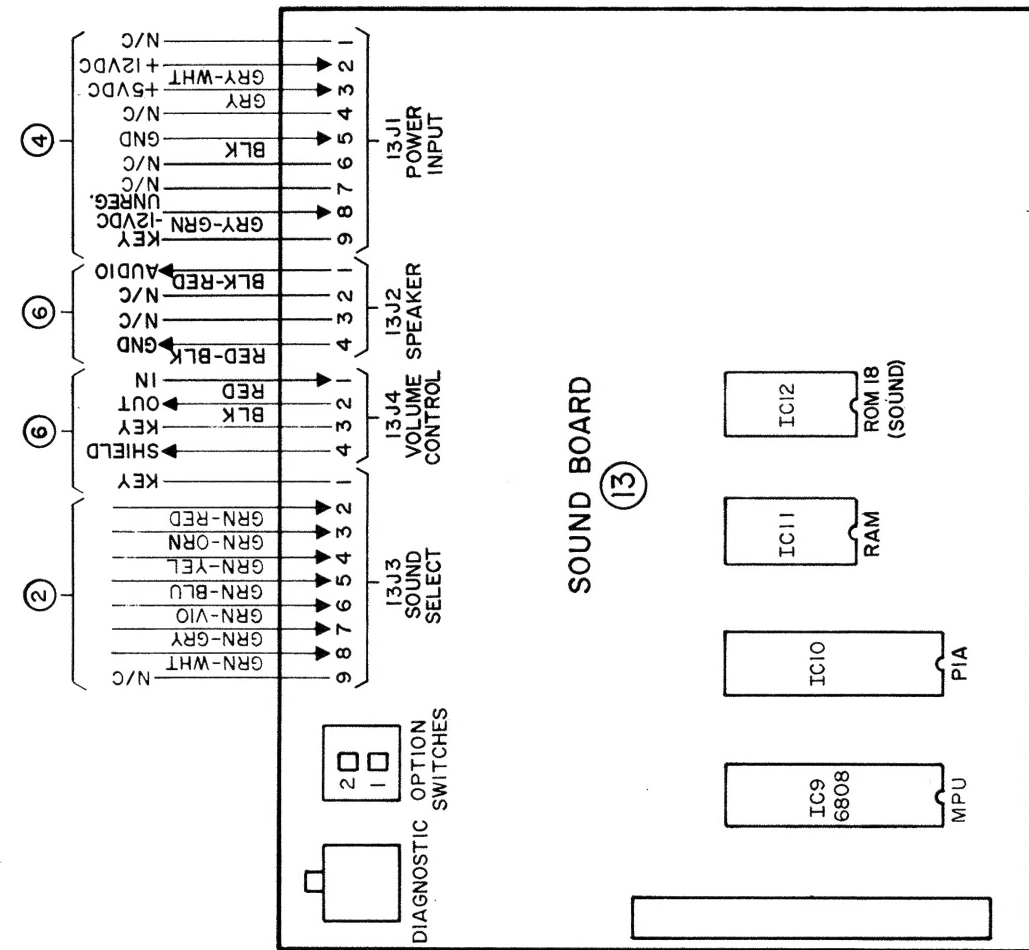 4
N/C 1
+12VDC GRY-WHT 2
+5VDC GRY 3
N/C 4
GND BLK 5
N/C 6
N/C 7
UNREG.
-12VDC GRY-GRN 8
KEY 9
13J1
POWER
INPUT
6
AUDIO BLK-RED 1
N/C 2
N/C 3
GND RED-BLK 4
13J2
SPEAKER
6
IN RED 1
OUT BLK 2
KEY 3
SHIELD 4
13J4
VOLUME
CONTROL
2
KEY 1
GRN-RED 2
GRN-ORN 3
GRN-YEL 4
GRN-BLU 5
GRN-VIO 6
GRN-GRY 7
GRN-WHT 8
N/C 9
13J3
SOUND
SELECT
2
1
OPTION
SWITCHES
DIAGNOSTIC
SOUND BOARD
13
IC12
ROM 18
(SOUND)
IC11
RAM
IC10
PIA
IC9
6808
MPU